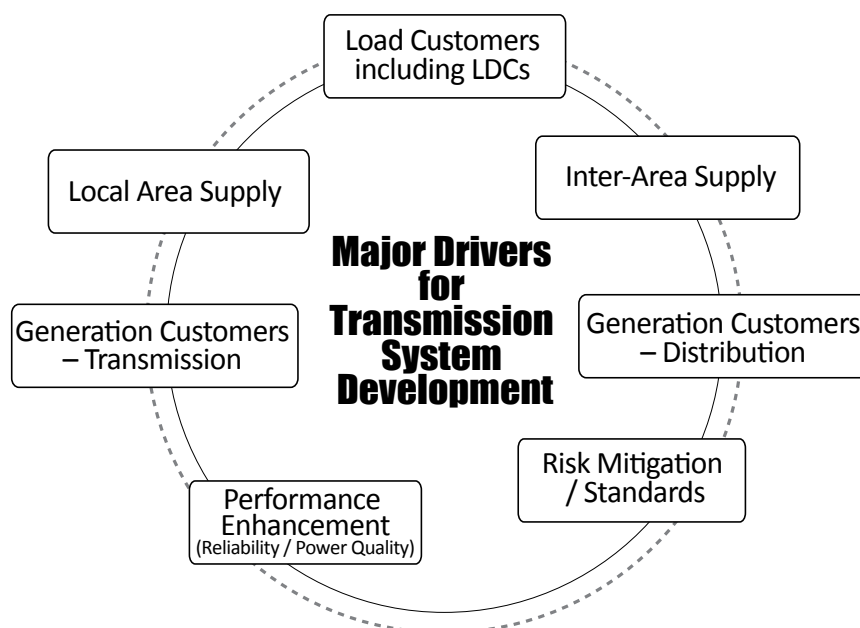 Load Customers
including LDCs
Local Area Supply
Inter-Area Supply
Major Drivers
for
Transmission
System
Development
Generation Customers
– Transmission
Generation Customers
– Distribution
Risk Mitigation
/ Standards
Performance
Enhancement
(Reliability / Power Quality)